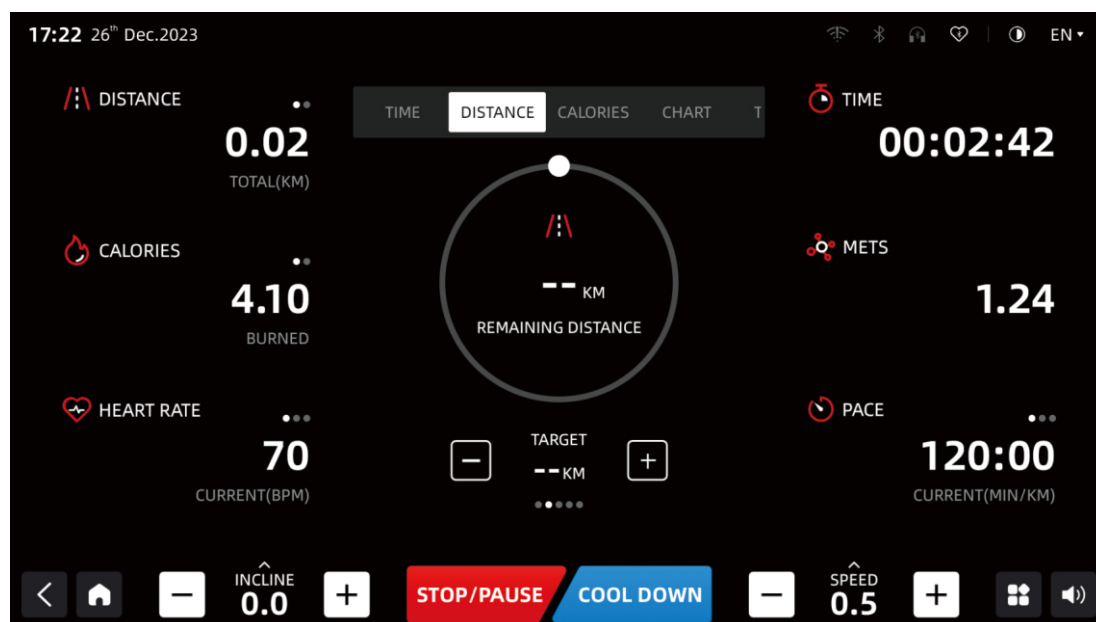 17:22 26th Dec.2023
EN
DISTANCE
0.02
TOTAL(KM)
CALORIES
4.10
BURNED
HEART RATE
70
CURRENT(BPM)
TIME DISTANCE CALORIES CHART T
-- KM
REMAINING DISTANCE
TARGET
-- KM
TIME
00:02:42
METS
1.24
PACE
120:00
CURRENT(MIN/KM)
− INCLINE +
0.0
STOP/PAUSE COOL DOWN
− SPEED +
0.5